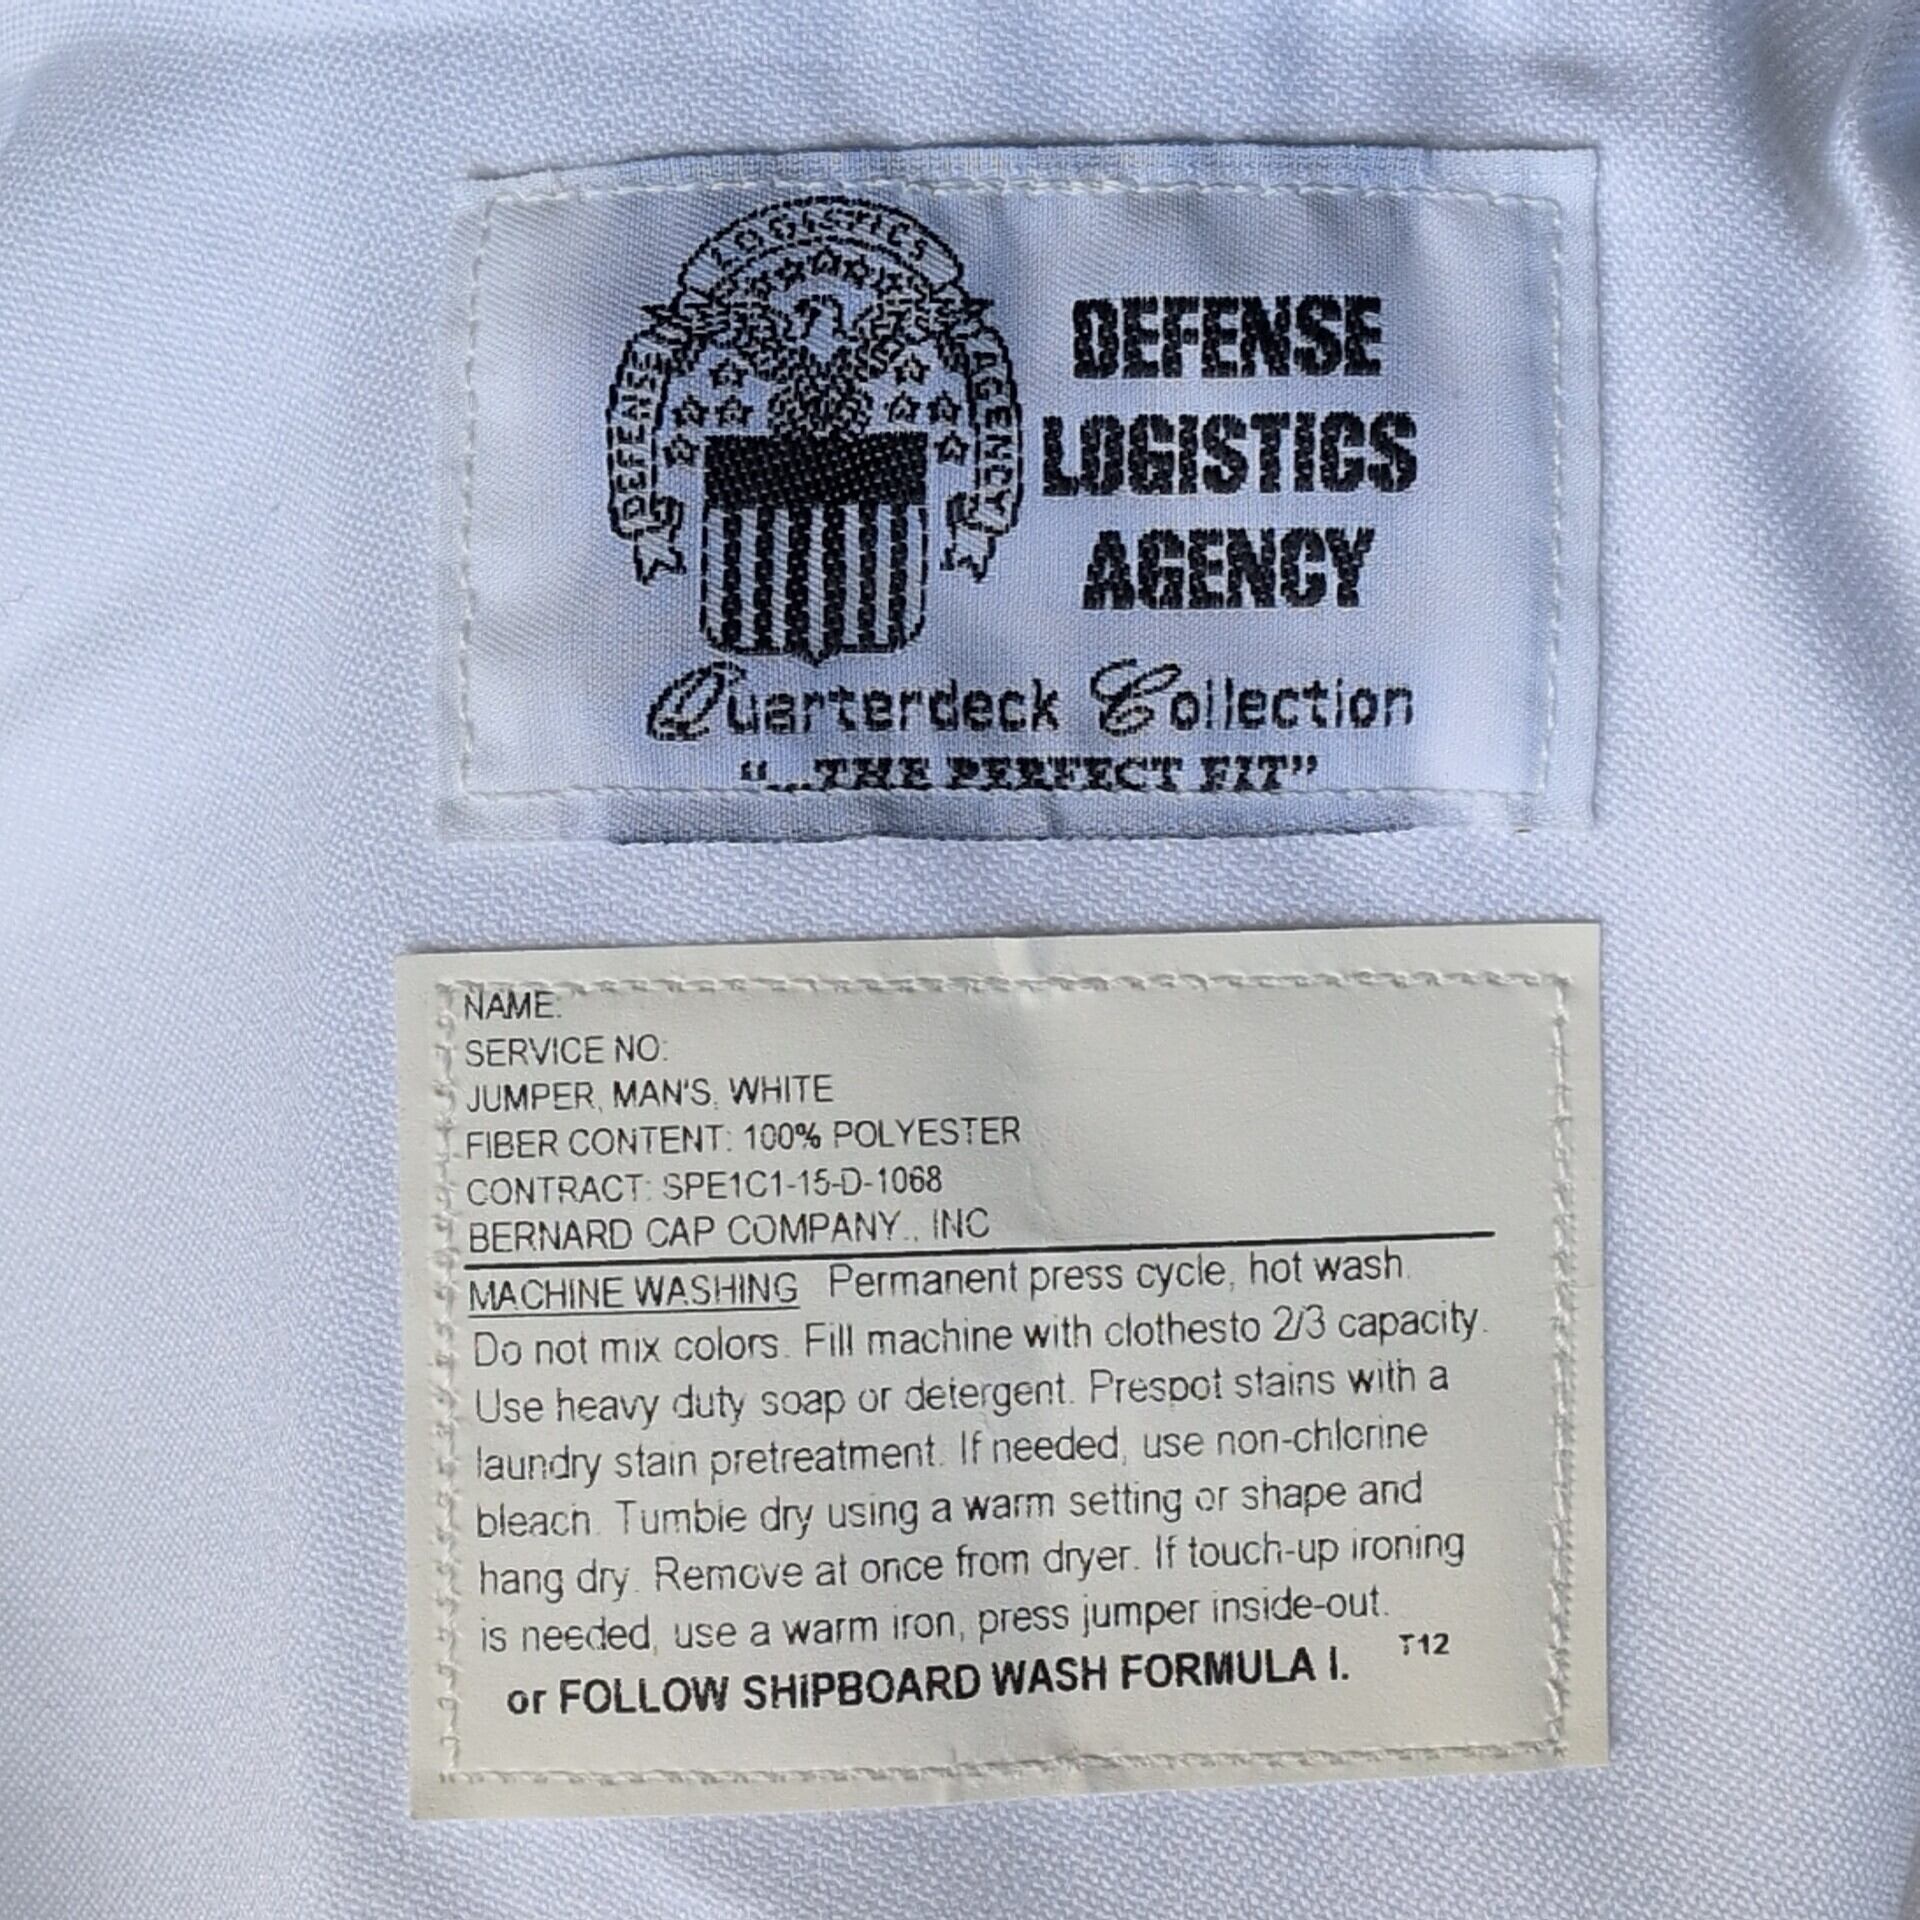 DEFENSE LOGISTICS AGENCY
DEFENSE
LOGISTICS
AGENCY
Quarterdeck Collection
"...THE PERFECT FIT"
NAME:
SERVICE NO:
JUMPER, MAN'S, WHITE
FIBER CONTENT: 100% POLYESTER
CONTRACT: SPE1C1-15-D-1068
BERNARD CAP COMPANY., INC
MACHINE WASHING Permanent press cycle, hot wash.
Do not mix colors. Fill machine with clothesto 2/3 capacity.
Use heavy duty soap or detergent. Prespot stains with a
laundry stain pretreatment. If needed, use non-chlorine
bleach. Tumble dry using a warm setting or shape and
hang dry. Remove at once from dryer. If touch-up ironing
is needed, use a warm iron, press jumper inside-out.
or FOLLOW SHIPBOARD WASH FORMULA I. T12